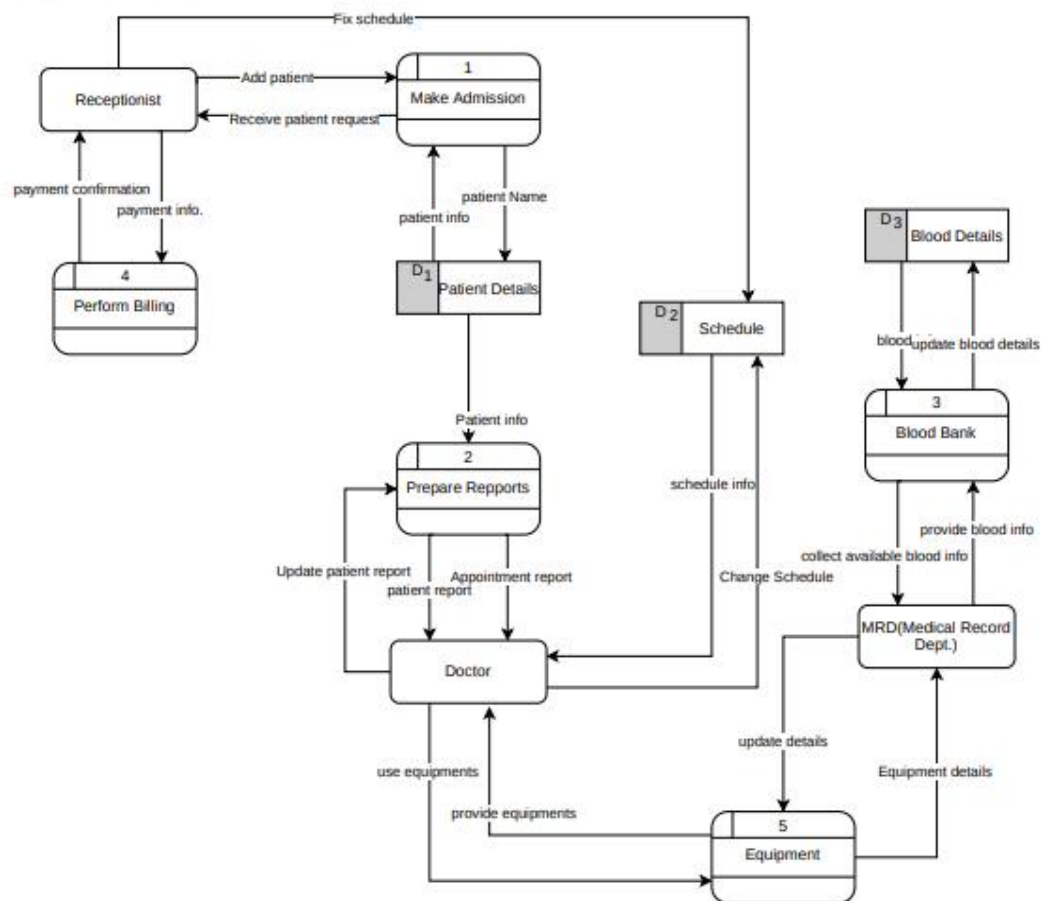 Fix schedule
Receptionist
Add patient
Receive patient request
1
Make Admission
payment confirmation
payment info.
patient info
patient Name
4
Perform Billing
D1
Patient Details
D2
Schedule
D3
Blood Details
blood
update blood details
3
Blood Bank
Patient info
2
Prepare Repports
schedule info
provide blood info
collect available blood info
Update patient report
patient report
Appointment report
Change Schedule
MRD(Medical Record
Dept.)
Doctor
update details
Equipment details
use equipments
provide equipments
5
Equipment